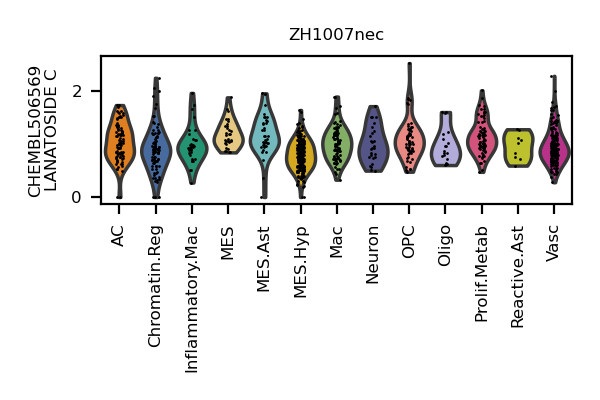 ZH1007nec
CHEMBL506569
LANATOSIDE C
2
0
AC
Chromatin.Reg
Inflammatory.Mac
MES
MES.Ast
MES.Hyp
Mac
Neuron
OPC
Oligo
Prolif.Metab
Reactive.Ast
Vasc